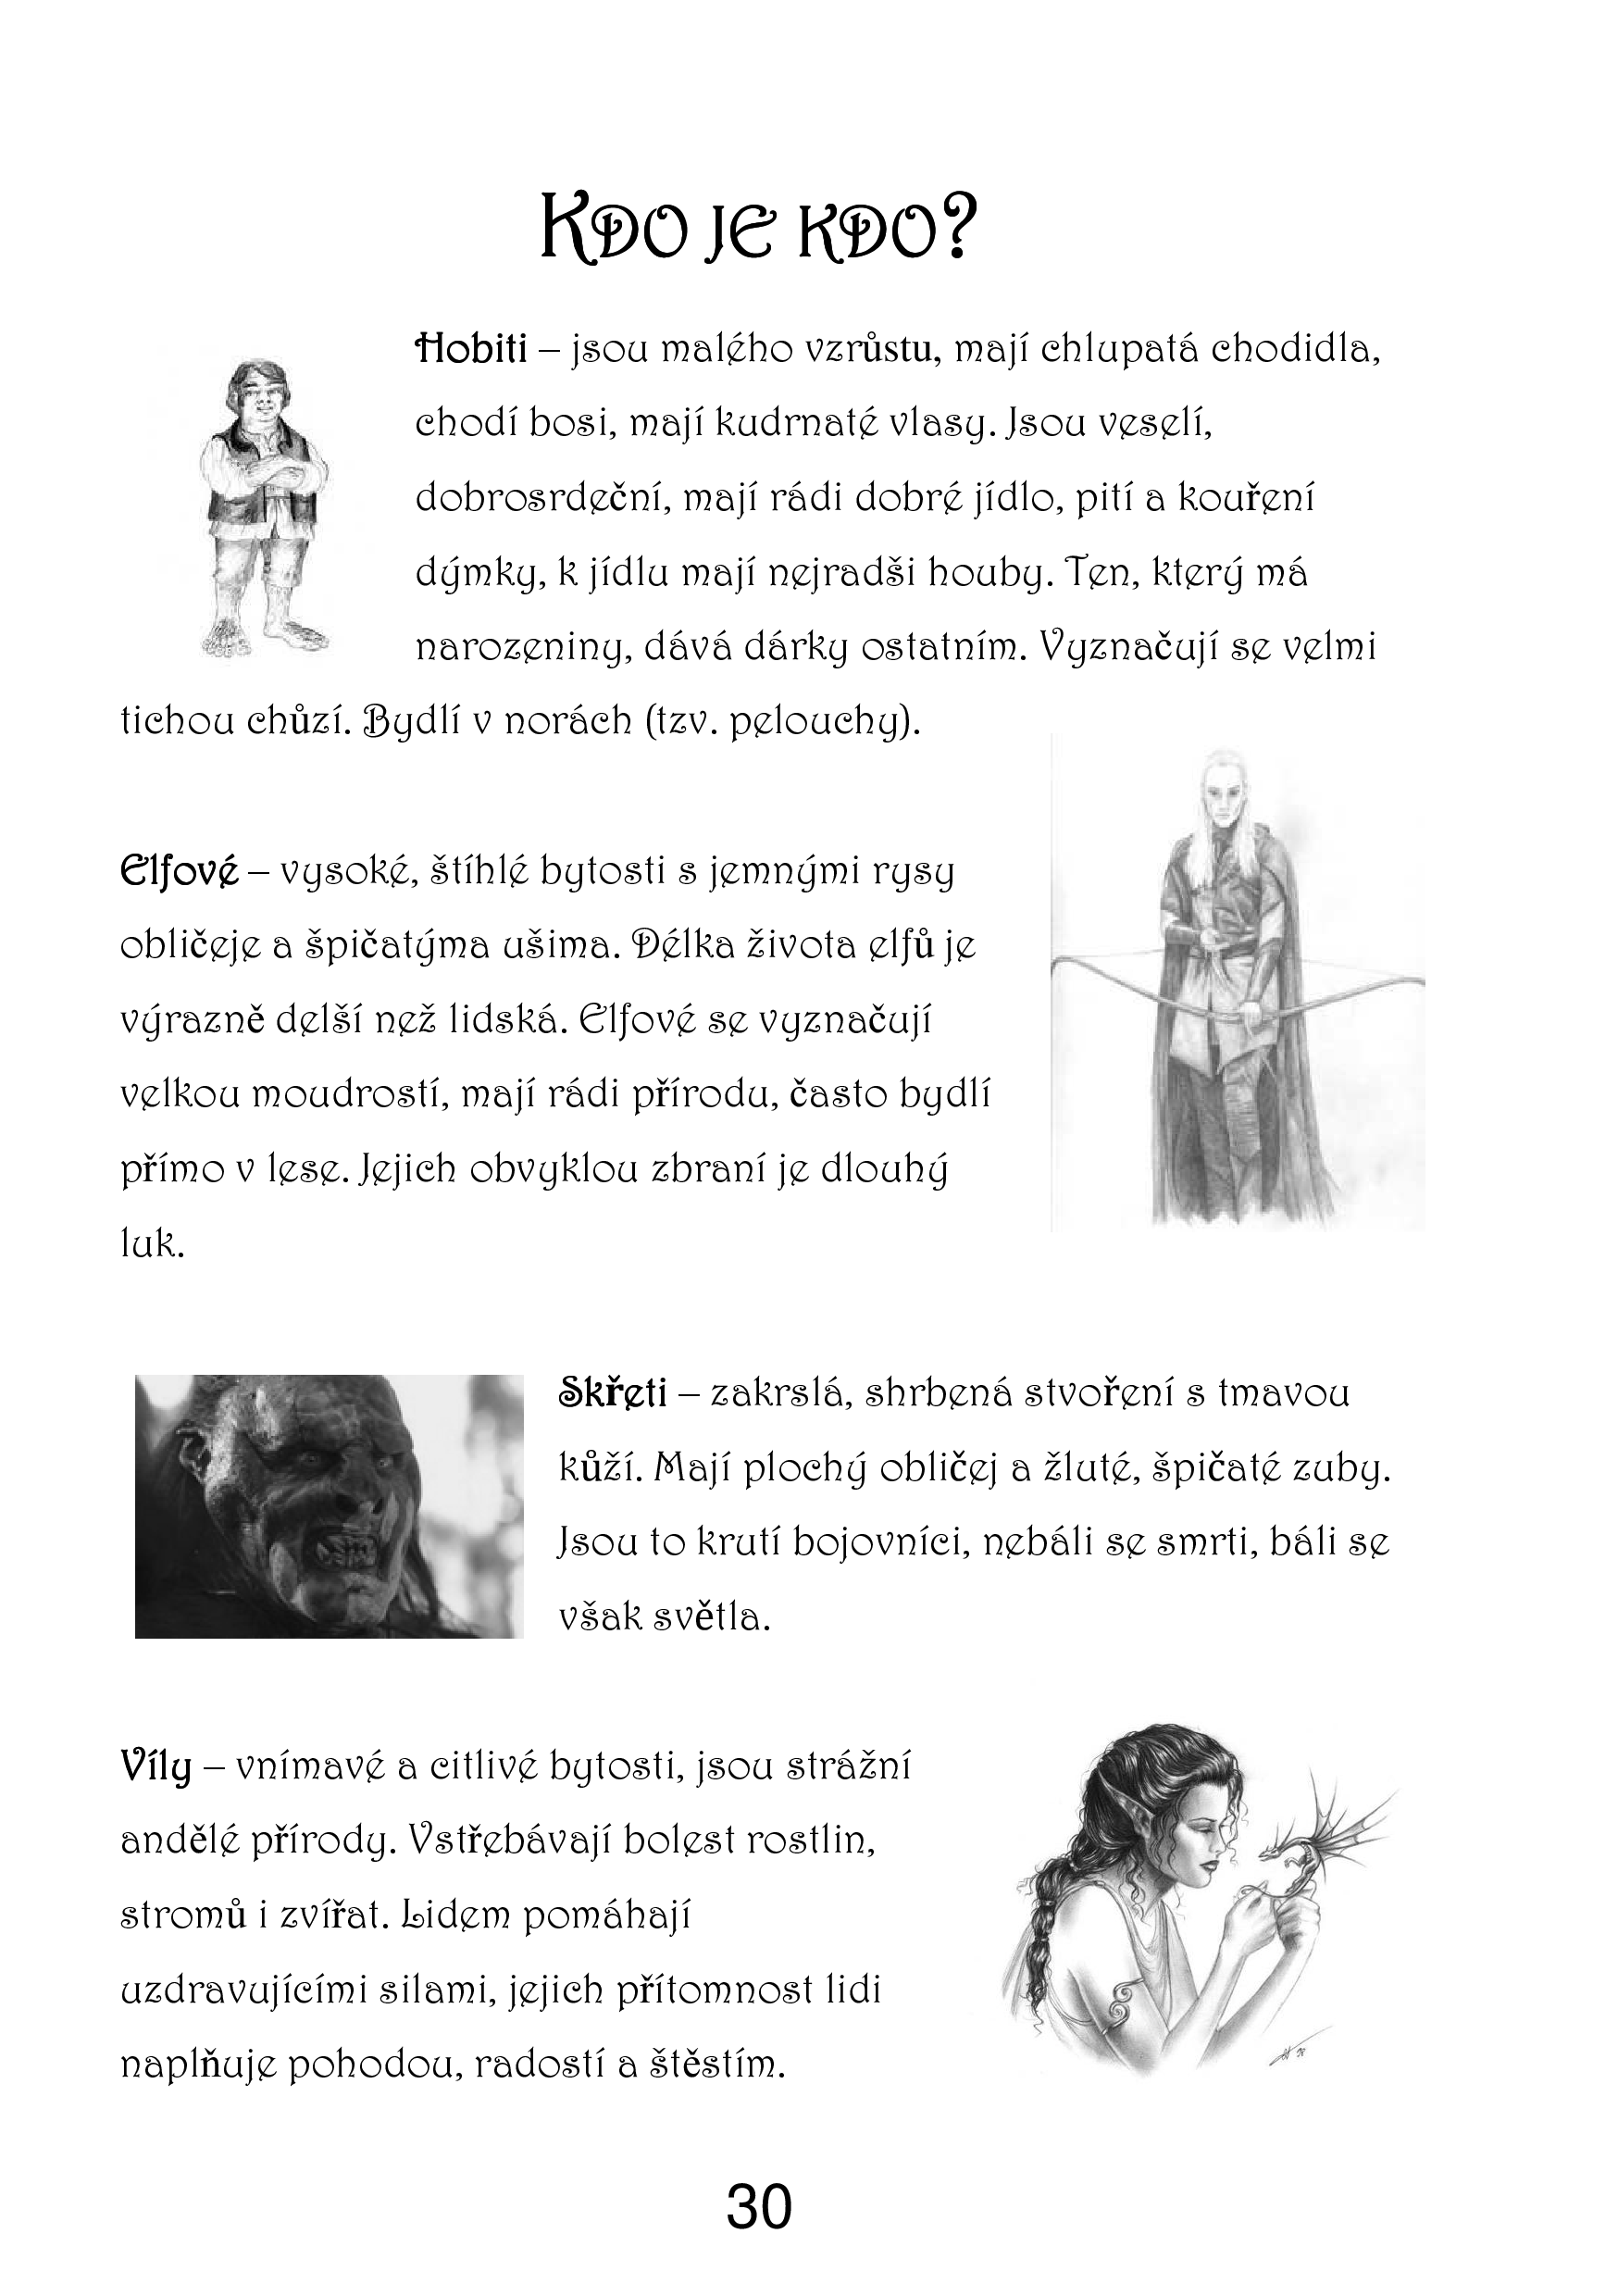 Kdo je kdo?
Hobiti – jsou malého vzrůstu, mají chlupatá chodidla,
chodí bosi, mají kudrnaté vlasy. Jsou veselí,
dobrosrdeční, mají rádi dobré jídlo, pití a kouření
dýmky, k jídlu mají nejradši houby. Ten, který má
narozeniny, dává dárky ostatním. Vyznačují se velmi
tichou chůzí. Bydlí v norách (tzv. pelouchy).
Elfové – vysoké, štíhlé bytosti s jemnými rysy
obličeje a špičatýma ušima. Délka života elfů je
výrazně delší než lidská. Elfové se vyznačují
velkou moudrostí, mají rádi přírodu, často bydlí
přímo v lese. Jejich obvyklou zbraní je dlouhý
luk.
Skřeti – zakrslá, shrbená stvoření s tmavou
kůží. Mají plochý obličej a žluté, špičaté zuby.
Jsou to krutí bojovníci, nebáli se smrti, báli se
však světla.
Víly – vnímavé a citlivé bytosti, jsou strážní
andělé přírody. Vstřebávají bolest rostlin,
stromů i zvířat. Lidem pomáhají
uzdravujícími silami, jejich přítomnost lidi
naplňuje pohodou, radostí a štěstím.
30